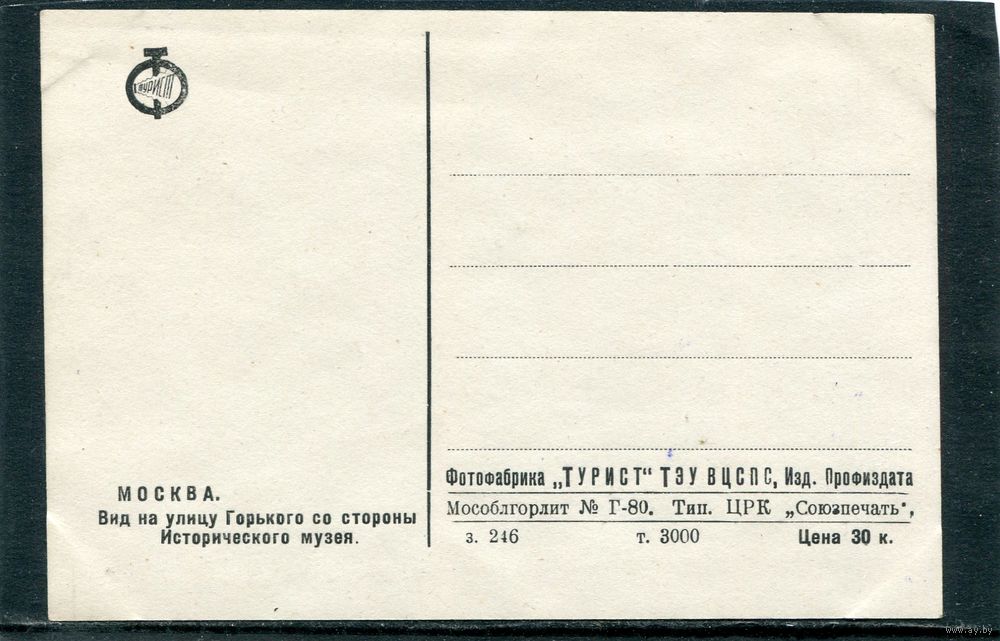 ТУРИСТ
МОСКВА.
Вид на улицу Горького со стороны
Исторического музея.
Фотофабрика „ТУРИСТ“ ТЭУ ВЦСПС, Изд. Профиздата
Мособлгорлит № Г-80. Тип. ЦРК „Союзпечать",
з. 246 т. 3000 Цена 30 к.
www.ay.by